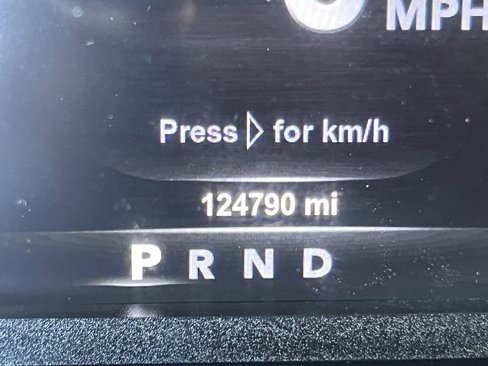 MPH
Press ▷ for km/h
124790 mi
P R N D